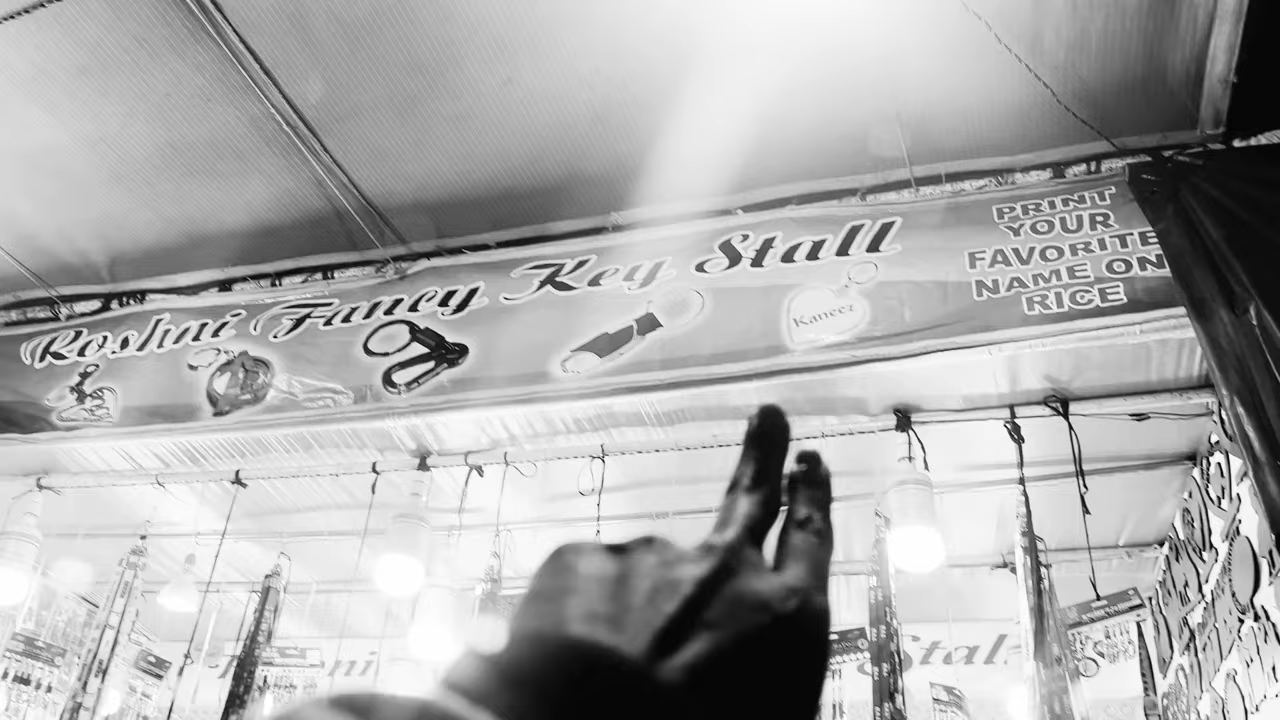 Roshni Fancy Key Stall
Kaneez
PRINT
YOUR
FAVORITE
NAME ON
RICE
Stall